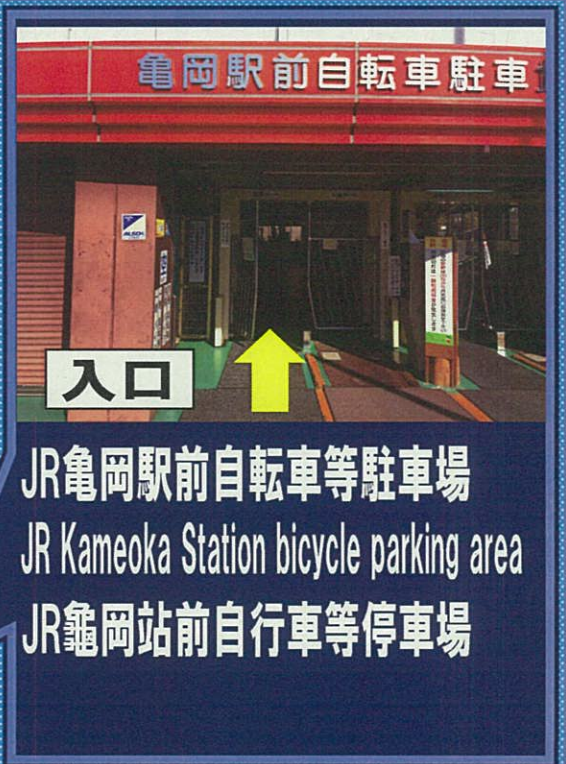 亀岡駅前自転車駐車
入口
JR亀岡駅前自転車等駐車場
JR Kameoka Station bicycle parking area
JR龜岡站前自行車等停車場